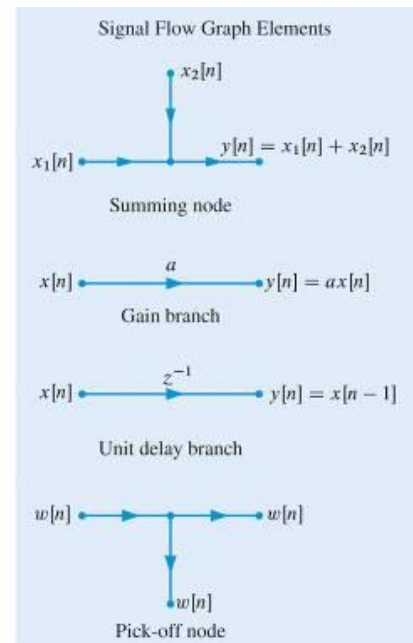 Signal Flow Graph Elements
x₂[n]
x₁[n] y[n] = x₁[n] + x₂[n]
Summing node
a
x[n] y[n] = ax[n]
Gain branch
z⁻¹
x[n] y[n] = x[n − 1]
Unit delay branch
w[n] w[n]
w[n]
Pick-off node